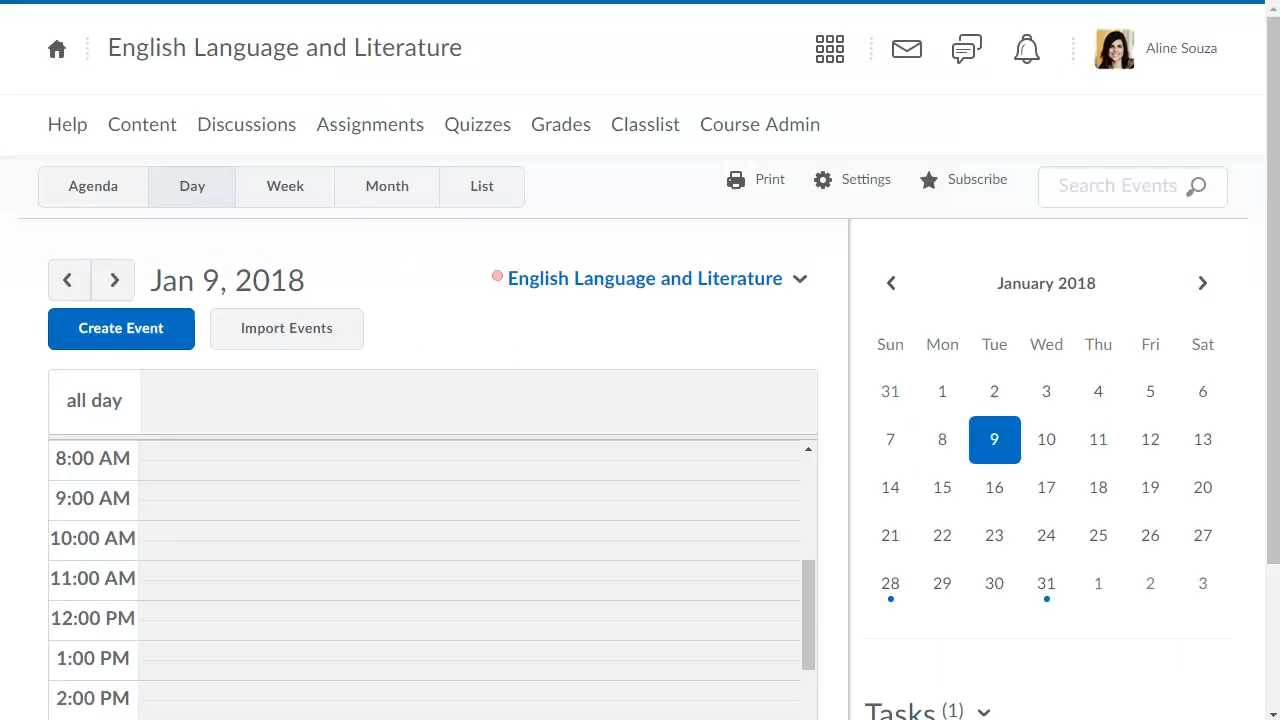 English Language and Literature
Aline Souza
Help Content Discussions Assignments Quizzes Grades Classlist Course Admin
Agenda Day Week Month List
Print Settings Subscribe
Search Events
Jan 9, 2018
English Language and Literature
Create Event Import Events
all day
8:00 AM
9:00 AM
10:00 AM
11:00 AM
12:00 PM
1:00 PM
2:00 PM
January 2018
Sun Mon Tue Wed Thu Fri Sat
31 1 2 3 4 5 6
7 8 9 10 11 12 13
14 15 16 17 18 19 20
21 22 23 24 25 26 27
28 29 30 31 1 2 3
Tasks (1)